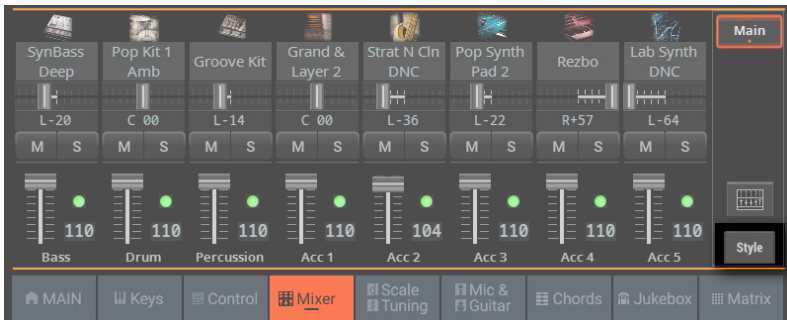 SynBass Deep
Pop Kit 1 Amb
Groove Kit
Grand & Layer 2
Strat N Cln DNC
Pop Synth Pad 2
Rezbo
Lab Synth DNC
Main
L-20 C 00 L-14 C 00 L-36 L-22 R+57 L-64
M S M S M S M S M S M S M S M S
110 110 110 110 104 110 110 110
Bass Drum Percussion Acc 1 Acc 2 Acc 3 Acc 4 Acc 5
Style
MAIN Keys Control Mixer Scale Tuning Mic & Guitar Chords Jukebox Matrix